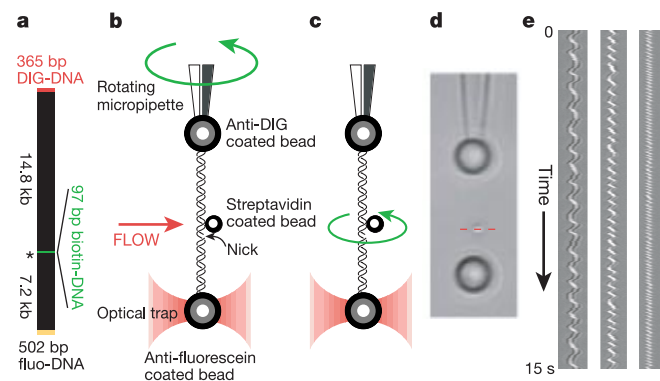 a
365 bp
DIG-DNA
14.8 kb
97 bp biotin-DNA
*
7.2 kb
502 bp
fluo-DNA
b
Rotating
micropipette
Anti-DIG
coated bead
Streptavidin
coated bead
FLOW
Nick
Optical trap
Anti-fluorescein
coated bead
c
d
e
0
Time
15 s